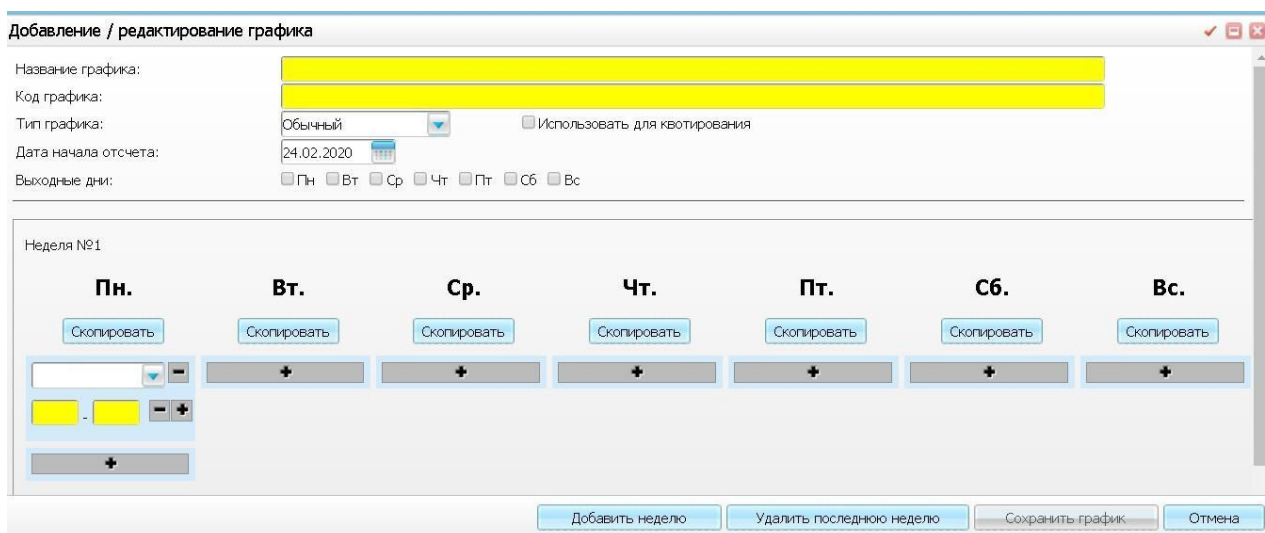 Добавление / редактирование графика
Название графика:
Код графика:
Тип графика: Обычный Использовать для квотирования
Дата начала отсчета: 24.02.2020
Выходные дни: Пн Вт Ср Чт Пт Сб Вс
Неделя №1
Пн. Вт. Ср. Чт. Пт. Сб. Вс.
Скопировать Скопировать Скопировать Скопировать Скопировать Скопировать Скопировать
- + + + + + +
- - +
+
Добавить неделю Удалить последнюю неделю Сохранить график Отмена